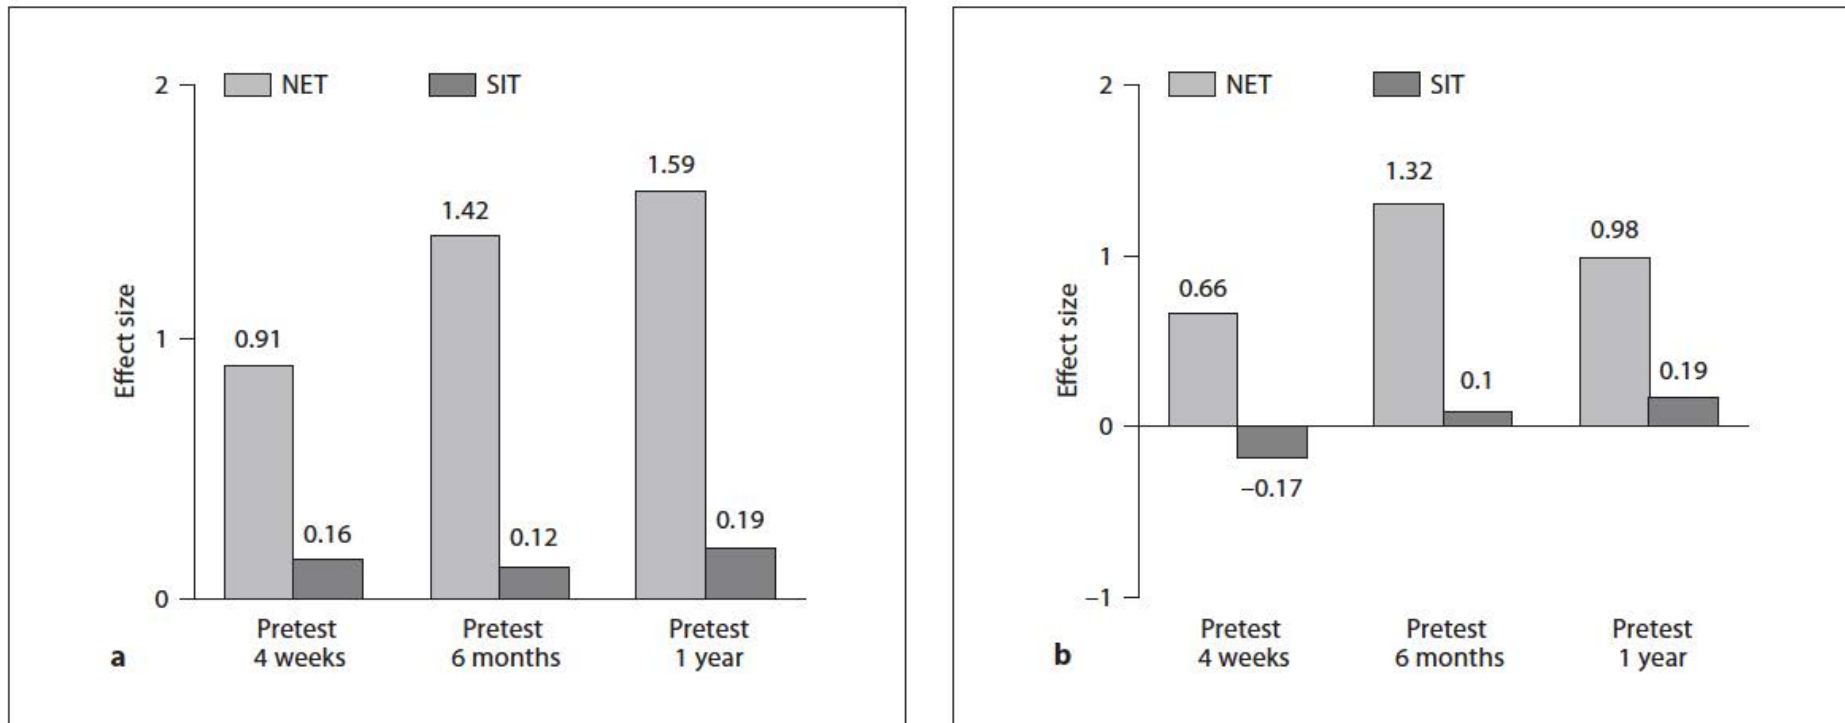 2
NET
SIT
1.59
1.42
Effect size
1
0.91
0.16
0.12
0.19
0
Pretest
4 weeks
Pretest
6 months
Pretest
1 year
a
2
NET
SIT
1.32
0.98
1
0.66
Effect size
0.1
0.19
0
–0.17
–1
Pretest
4 weeks
Pretest
6 months
Pretest
1 year
b